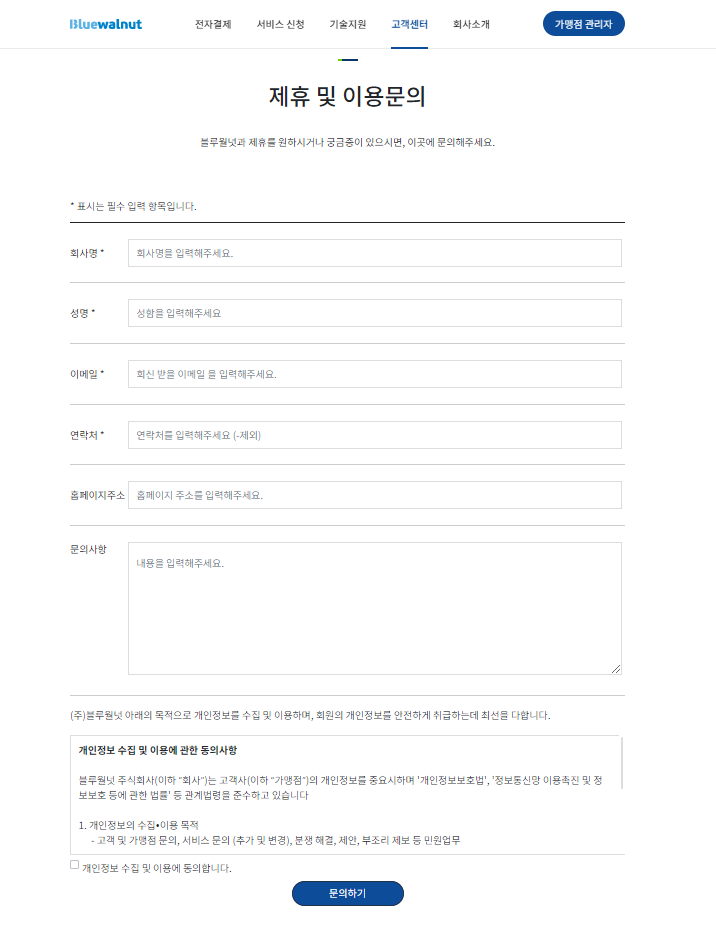 Bluewalnut
전자결제 서비스 신청 기술지원 고객센터 회사소개 가맹점 관리자
제휴 및 이용문의
블루월넛과 제휴를 원하시거나 궁금증이 있으시면, 이곳에 문의해주세요.
* 표시는 필수 입력 항목입니다.
회사명 * 회사명을 입력해주세요.
성명 * 성함을 입력해주세요
이메일 * 회신 받을 이메일 을 입력해주세요.
연락처 * 연락처를 입력해주세요 (-제외)
홈페이지주소 홈페이지 주소를 입력해주세요.
문의사항 내용을 입력해주세요.
(주)블루월넛 아래의 목적으로 개인정보를 수집 및 이용하며, 회원의 개인정보를 안전하게 취급하는데 최선을 다합니다.
개인정보 수집 및 이용에 관한 동의사항
블루월넛 주식회사(이하 "회사")는 고객사(이하 "가맹점")의 개인정보를 중요시하며 '개인정보보호법', '정보통신망 이용촉진 및 정
보보호 등에 관한 법률' 등 관계법령을 준수하고 있습니다
1. 개인정보의 수집•이용 목적
- 고객 및 가맹점 문의, 서비스 문의 (추가 및 변경), 분쟁 해결, 제안, 부조리 제보 등 민원업무
개인정보 수집 및 이용에 동의합니다.
문의하기